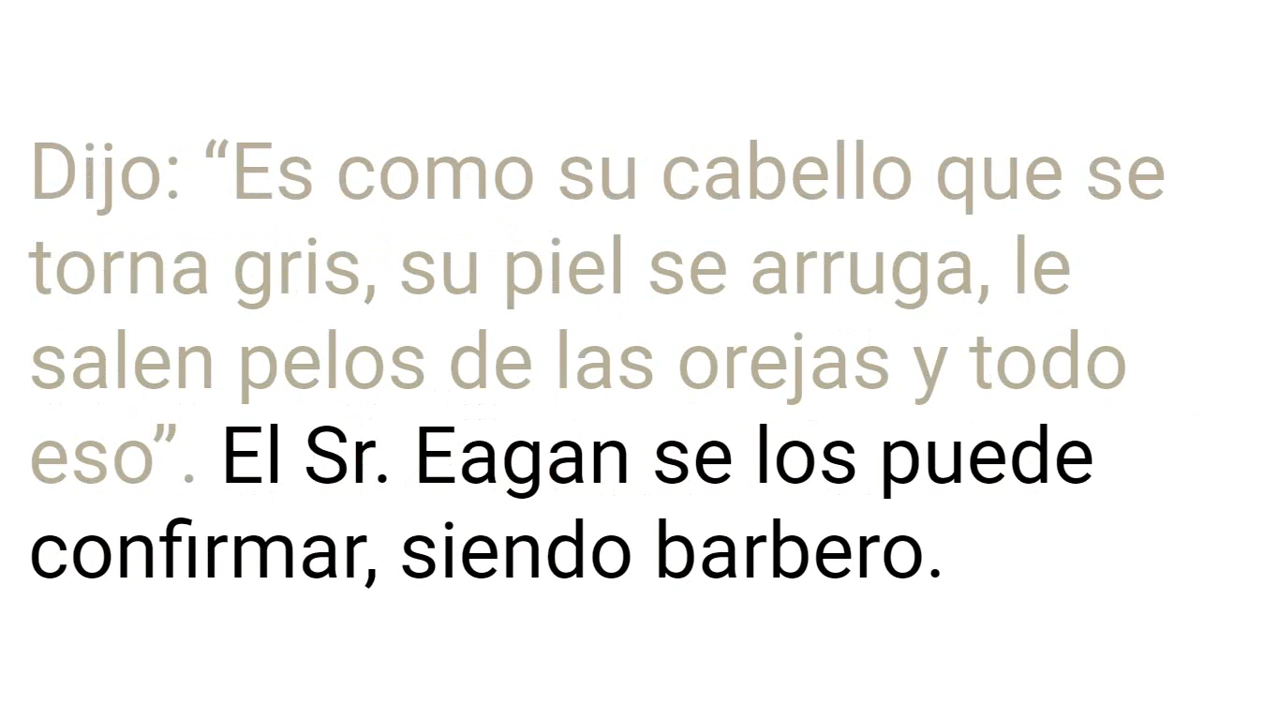 Dijo: “Es como su cabello que se
torna gris, su piel se arruga, le
salen pelos de las orejas y todo
eso”. El Sr. Eagan se los puede
confirmar, siendo barbero.